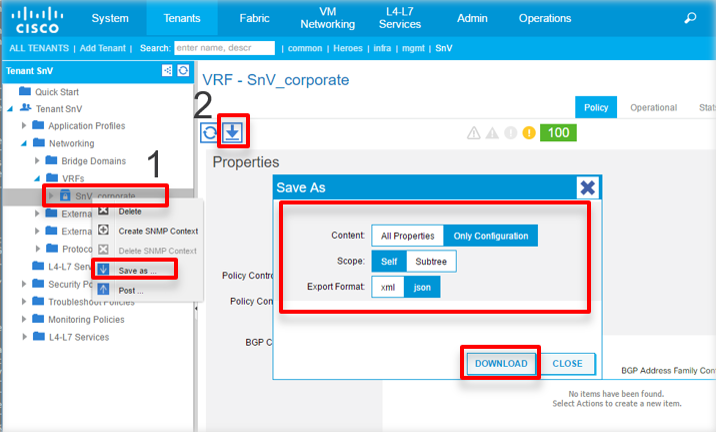 CISCO
System
Tenants
Fabric
VM
Networking
L4-L7
Services
Admin
Operations
ALL TENANTS | Add Tenant | Search: enter name, descr | common | Heroes | infra | mgmt | SnV
Tenant SnV
Quick Start
Tenant SnV
Application Profiles
Networking
Bridge Domains
VRFs
1
SnV_corporate
Delete
Create SNMP Context
Delete SNMP Context
Save as ...
Post ...
External
External
Protoco
L4-L7 Serv
Security Po
Troubleshoot Policies
Monitoring Policies
L4-L7 Services
VRF - SnV_corporate
2
Policy
Operational
Stat
100
Properties
Policy Contro
Policy Con
BGP C
Save As
Content: All Properties Only Configuration
Scope: Self Subtree
Export Format: xml json
DOWNLOAD CLOSE
BGP Address Family Con
No items have been found.
Select Actions to create a new item.